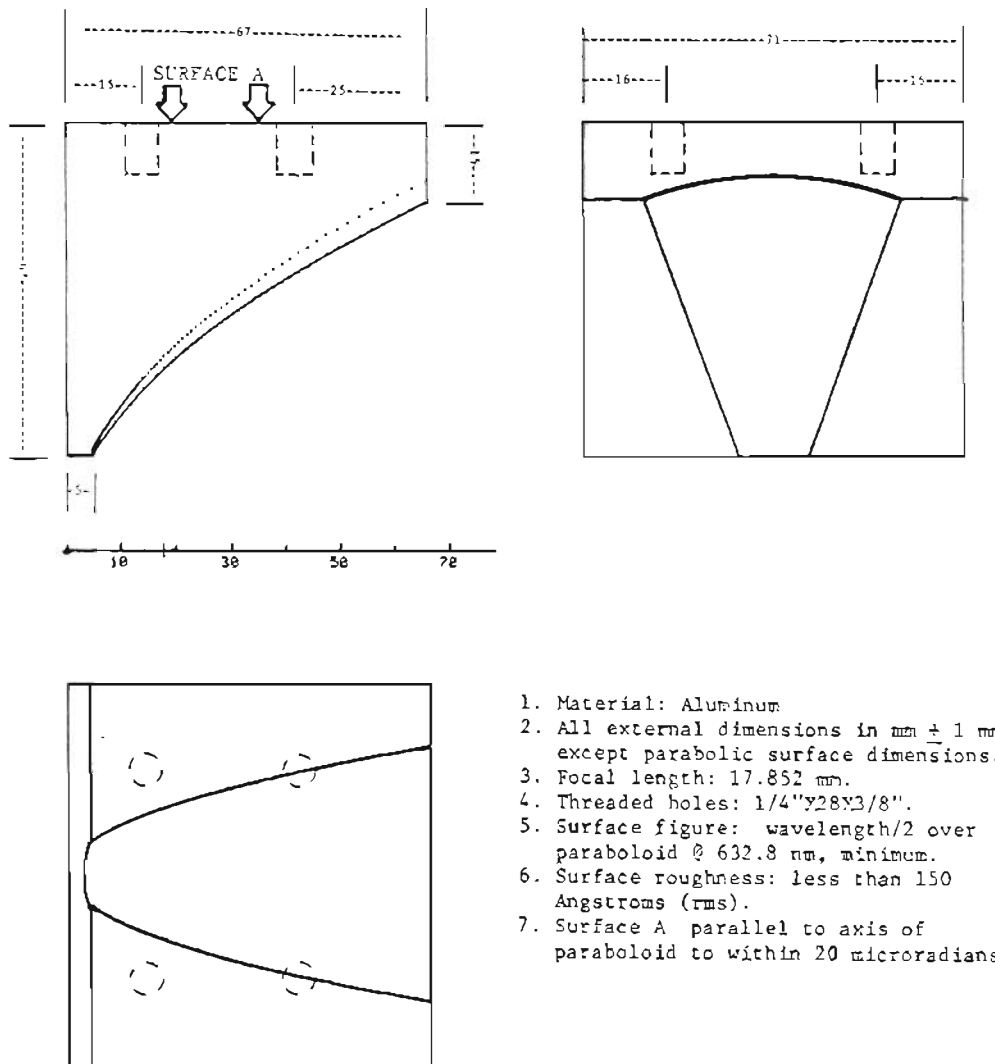 67
71
SURFACE A
15
25
16
16
5
10 30 50 70
1. Material: Aluminum
2. All external dimensions in mm ± 1 mm
except parabolic surface dimensions.
3. Focal length: 17.852 mm.
4. Threaded holes: 1/4"X28X3/8".
5. Surface figure: wavelength/2 over
paraboloid @ 632.8 nm, minimum.
6. Surface roughness: less than 150
Angstroms (rms).
7. Surface A parallel to axis of
paraboloid to within 20 microradians